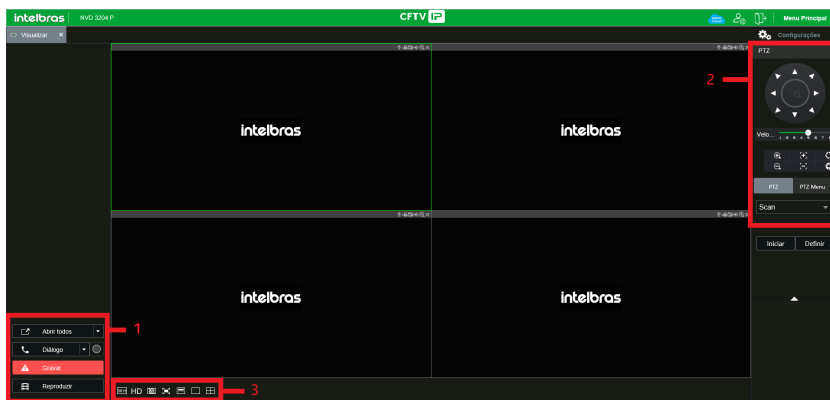 intelbras NVD 3204 P CFTV IP Menu Principal
Visualizar × Configurações
PTZ
2
intelbras intelbras
Velo...
PTZ PTZ Menu
Scan
Iniciar Definir
intelbras intelbras
1
Abrir todos
Diálogo
Gravar
Reproduzir
HD 3